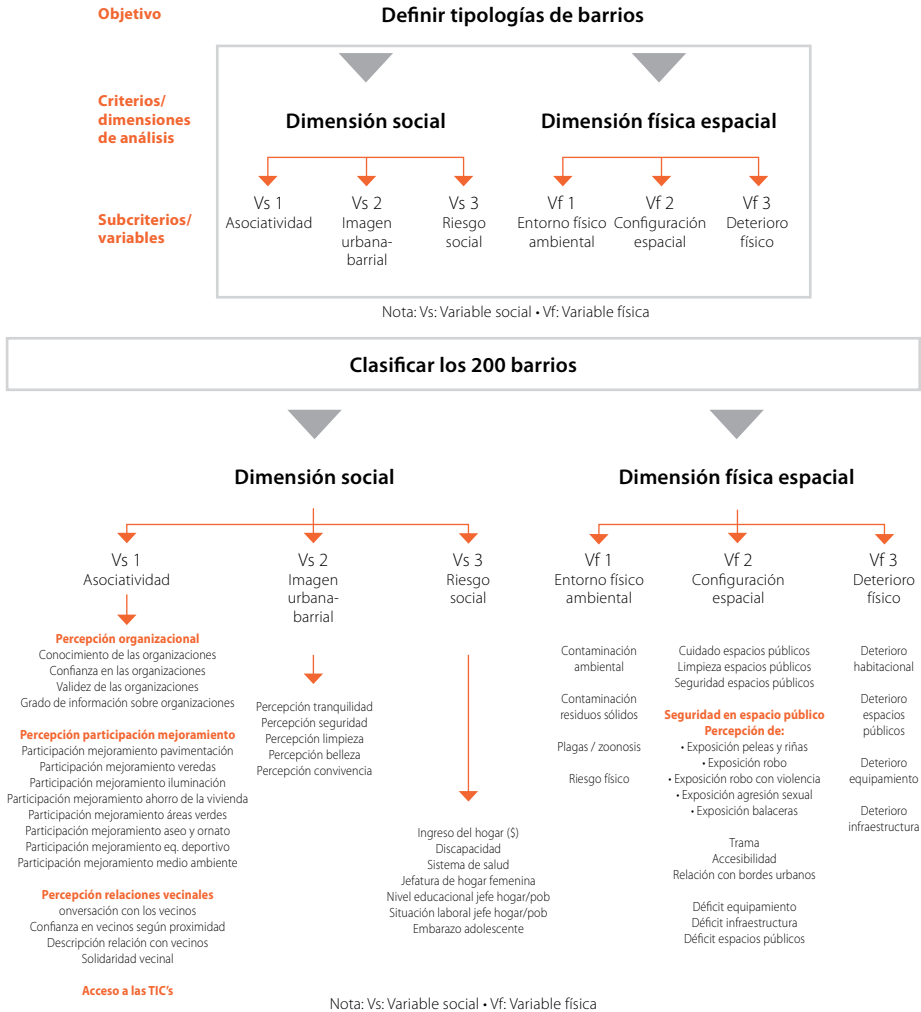 Objetivo
Definir tipologías de barrios
Criterios/
dimensiones
de análisis
Dimensión social
Dimensión física espacial
Subcriterios/
variables
Vs 1
Asociatividad
Vs 2
Imagen
urbana-
barrial
Vs 3
Riesgo
social
Vf 1
Entorno físico
ambiental
Vf 2
Configuración
espacial
Vf 3
Deterioro
físico
Nota: Vs: Variable social • Vf: Variable física
Clasificar los 200 barrios
Dimensión social
Dimensión física espacial
Vs 1
Asociatividad
Percepción organizacional
Conocimiento de las organizaciones
Confianza en las organizaciones
Validez de las organizaciones
Grado de información sobre organizaciones
Percepción participación mejoramiento
Participación mejoramiento pavimentación
Participación mejoramiento veredas
Participación mejoramiento iluminación
Participación mejoramiento ahorro de la vivienda
Participación mejoramiento áreas verdes
Participación mejoramiento aseo y ornato
Participación mejoramiento eq. deportivo
Participación mejoramiento medio ambiente
Percepción relaciones vecinales
onversación con los vecinos
Confianza en vecinos según proximidad
Descripción relación con vecinos
Solidaridad vecinal
Acceso a las TIC's
Vs 2
Imagen
urbana-
barrial
Percepción tranquilidad
Percepción seguridad
Percepción limpieza
Percepción belleza
Percepción convivencia
Vs 3
Riesgo
social
Ingreso del hogar ($)
Discapacidad
Sistema de salud
Jefatura de hogar femenina
Nivel educacional jefe hogar/pob
Situación laboral jefe hogar/pob
Embarazo adolescente
Vf 1
Entorno físico
ambiental
Contaminación
ambiental
Contaminación
residuos sólidos
Plagas / zoonosis
Riesgo físico
Vf 2
Configuración
espacial
Cuidado espacios públicos
Limpieza espacios públicos
Seguridad espacios públicos
Seguridad en espacio público
Percepción de:
• Exposición peleas y riñas
• Exposición robo
• Exposición robo con violencia
• Exposición agresión sexual
• Exposición balaceras
Trama
Accesibilidad
Relación con bordes urbanos
Déficit equipamiento
Déficit infraestructura
Déficit espacios públicos
Vf 3
Deterioro
físico
Deterioro
habitacional
Deterioro
espacios
públicos
Deterioro
equipamiento
Deterioro
infraestructura
Nota: Vs: Variable social • Vf: Variable física